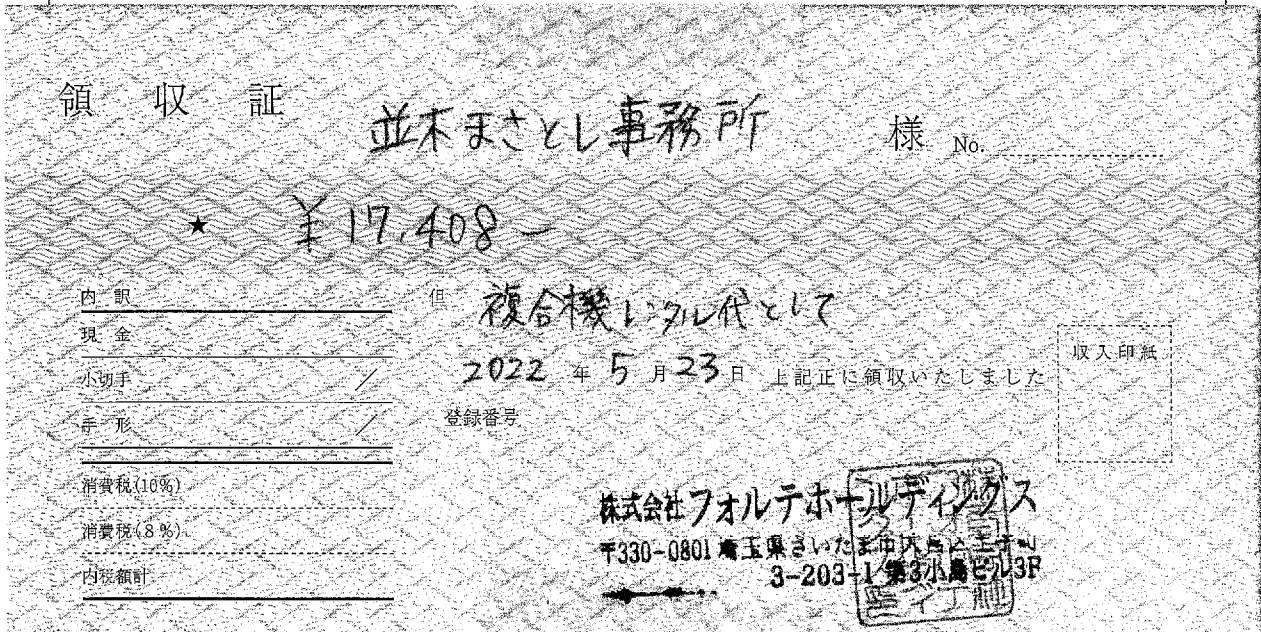 領収証 並木まさとし事務所 様 No.
★ ¥17,408-
内訳
現金
小切手 /
手形 /
消費税(10%)
消費税(8%)
内税額計
但 複合機レンタル代として
2022年5月23日 上記正に領収いたしました
登録番号
収入印紙
株式会社フォルテホールディングス
〒330-0801 埼玉県さいたま市大宮区土手町
3-203-1 第3小島ビル3F